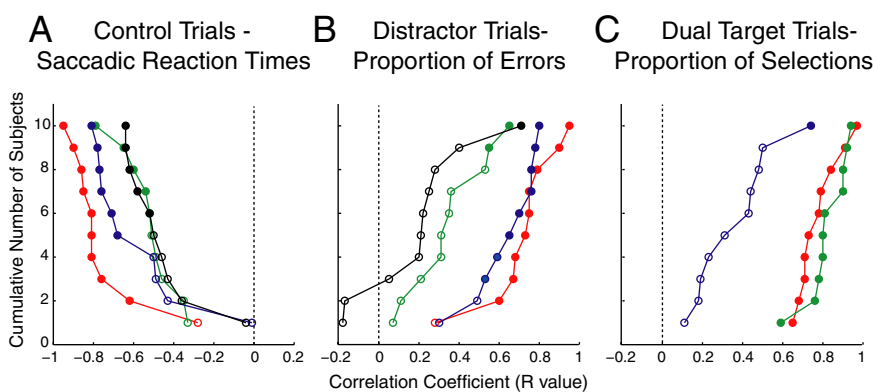 A Control Trials -
Saccadic Reaction Times
B Distractor Trials-
Proportion of Errors
C Dual Target Trials-
Proportion of Selections
Cumulative Number of Subjects
10
8
6
4
2
0
−1 −0.8 −0.6 −0.4 −0.2 0 0.2
−0.2 0 0.2 0.4 0.6 0.8 1
−0.2 0 0.2 0.4 0.6 0.8 1
Correlation Coefficient (R value)